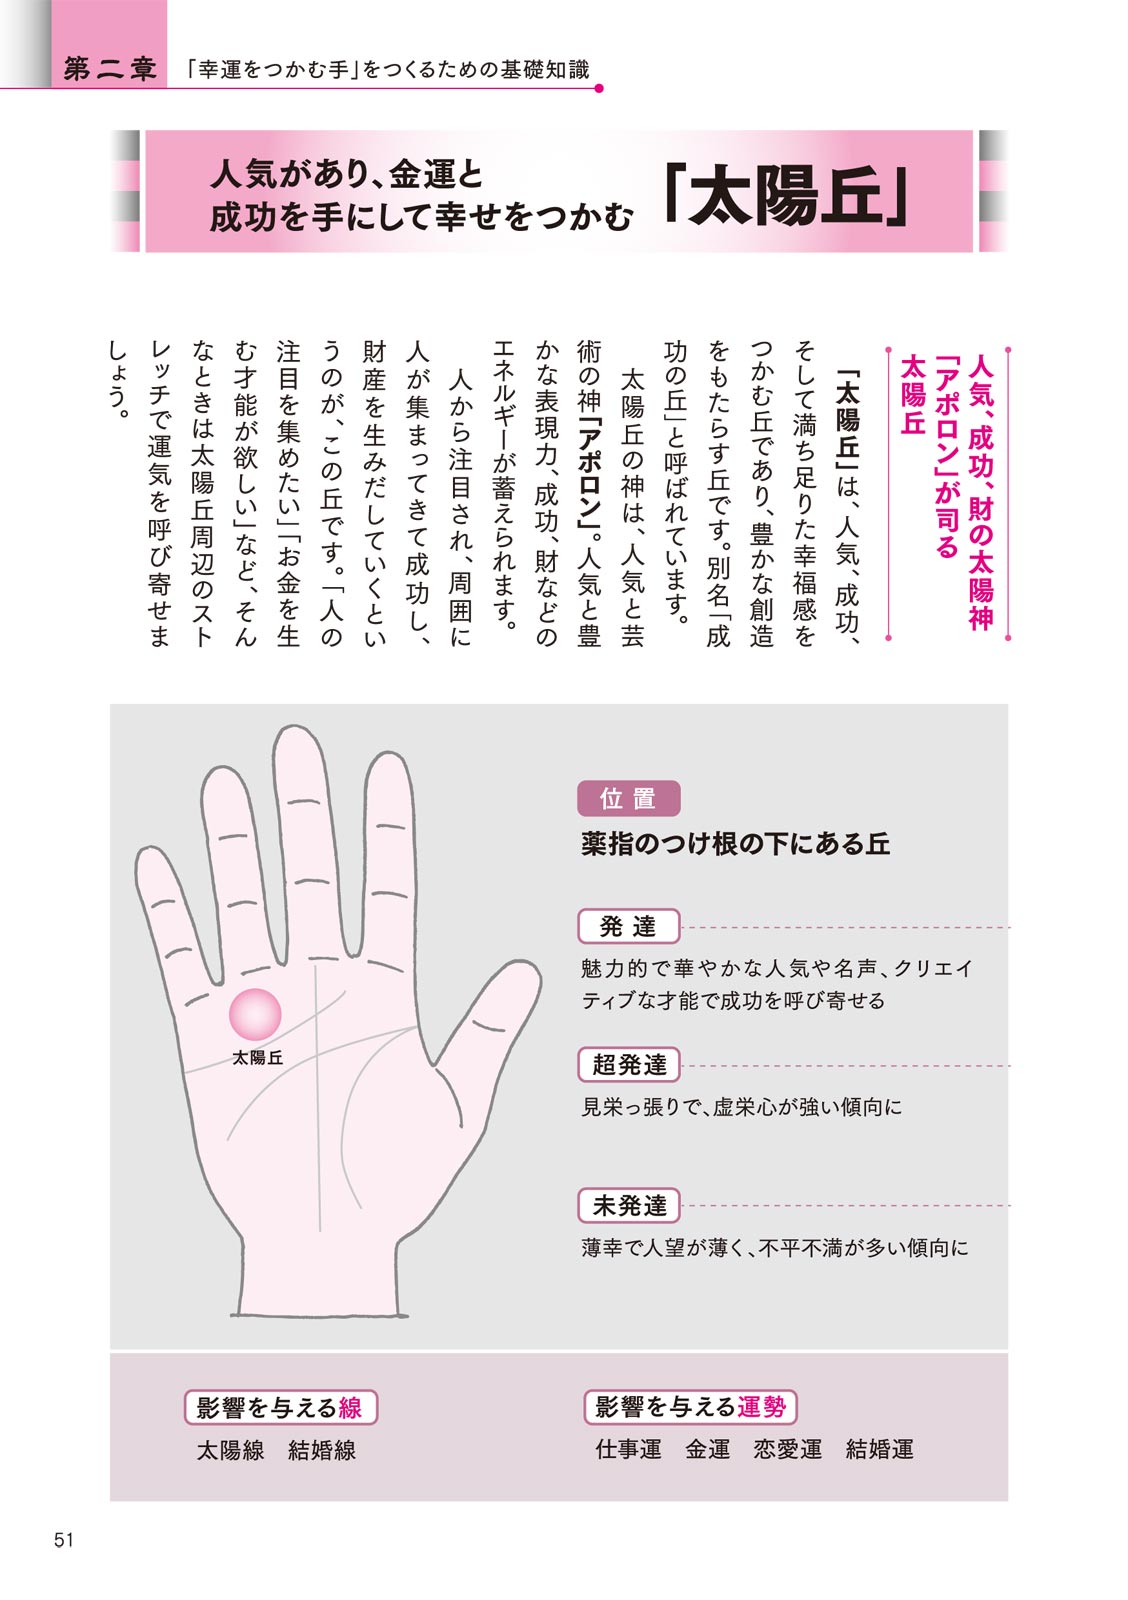 第二章
「幸運をつかむ手」をつくるための基礎知識
人気があり、金運と
成功を手にして幸せをつかむ
「太陽丘」
人気、成功、財の太陽神
「アポロン」が司る
太陽丘
「太陽丘」は、人気、成功、
そして満ち足りた幸福感を
つかむ丘であり、豊かな創造
をもたらす丘です。別名「成
功の丘」と呼ばれています。
太陽丘の神は、人気と芸
術の神「アポロン」。人気と豊
かな表現力、成功、財などの
エネルギーが蓄えられます。
人から注目され、周囲に
人が集まってきて成功し、
財産を生みだしていくとい
うのが、この丘です。「人の
注目を集めたい」「お金を生
む才能が欲しい」など、そん
なときは太陽丘周辺のスト
レッチで運気を呼び寄せま
しょう。
太陽丘
位置
薬指のつけ根の下にある丘
発達
魅力的で華やかな人気や名声、クリエイ
ティブな才能で成功を呼び寄せる
超発達
見栄っ張りで、虚栄心が強い傾向に
未発達
薄幸で人望が薄く、不平不満が多い傾向に
影響を与える線
太陽線　結婚線
影響を与える運勢
仕事運　金運　恋愛運　結婚運
51